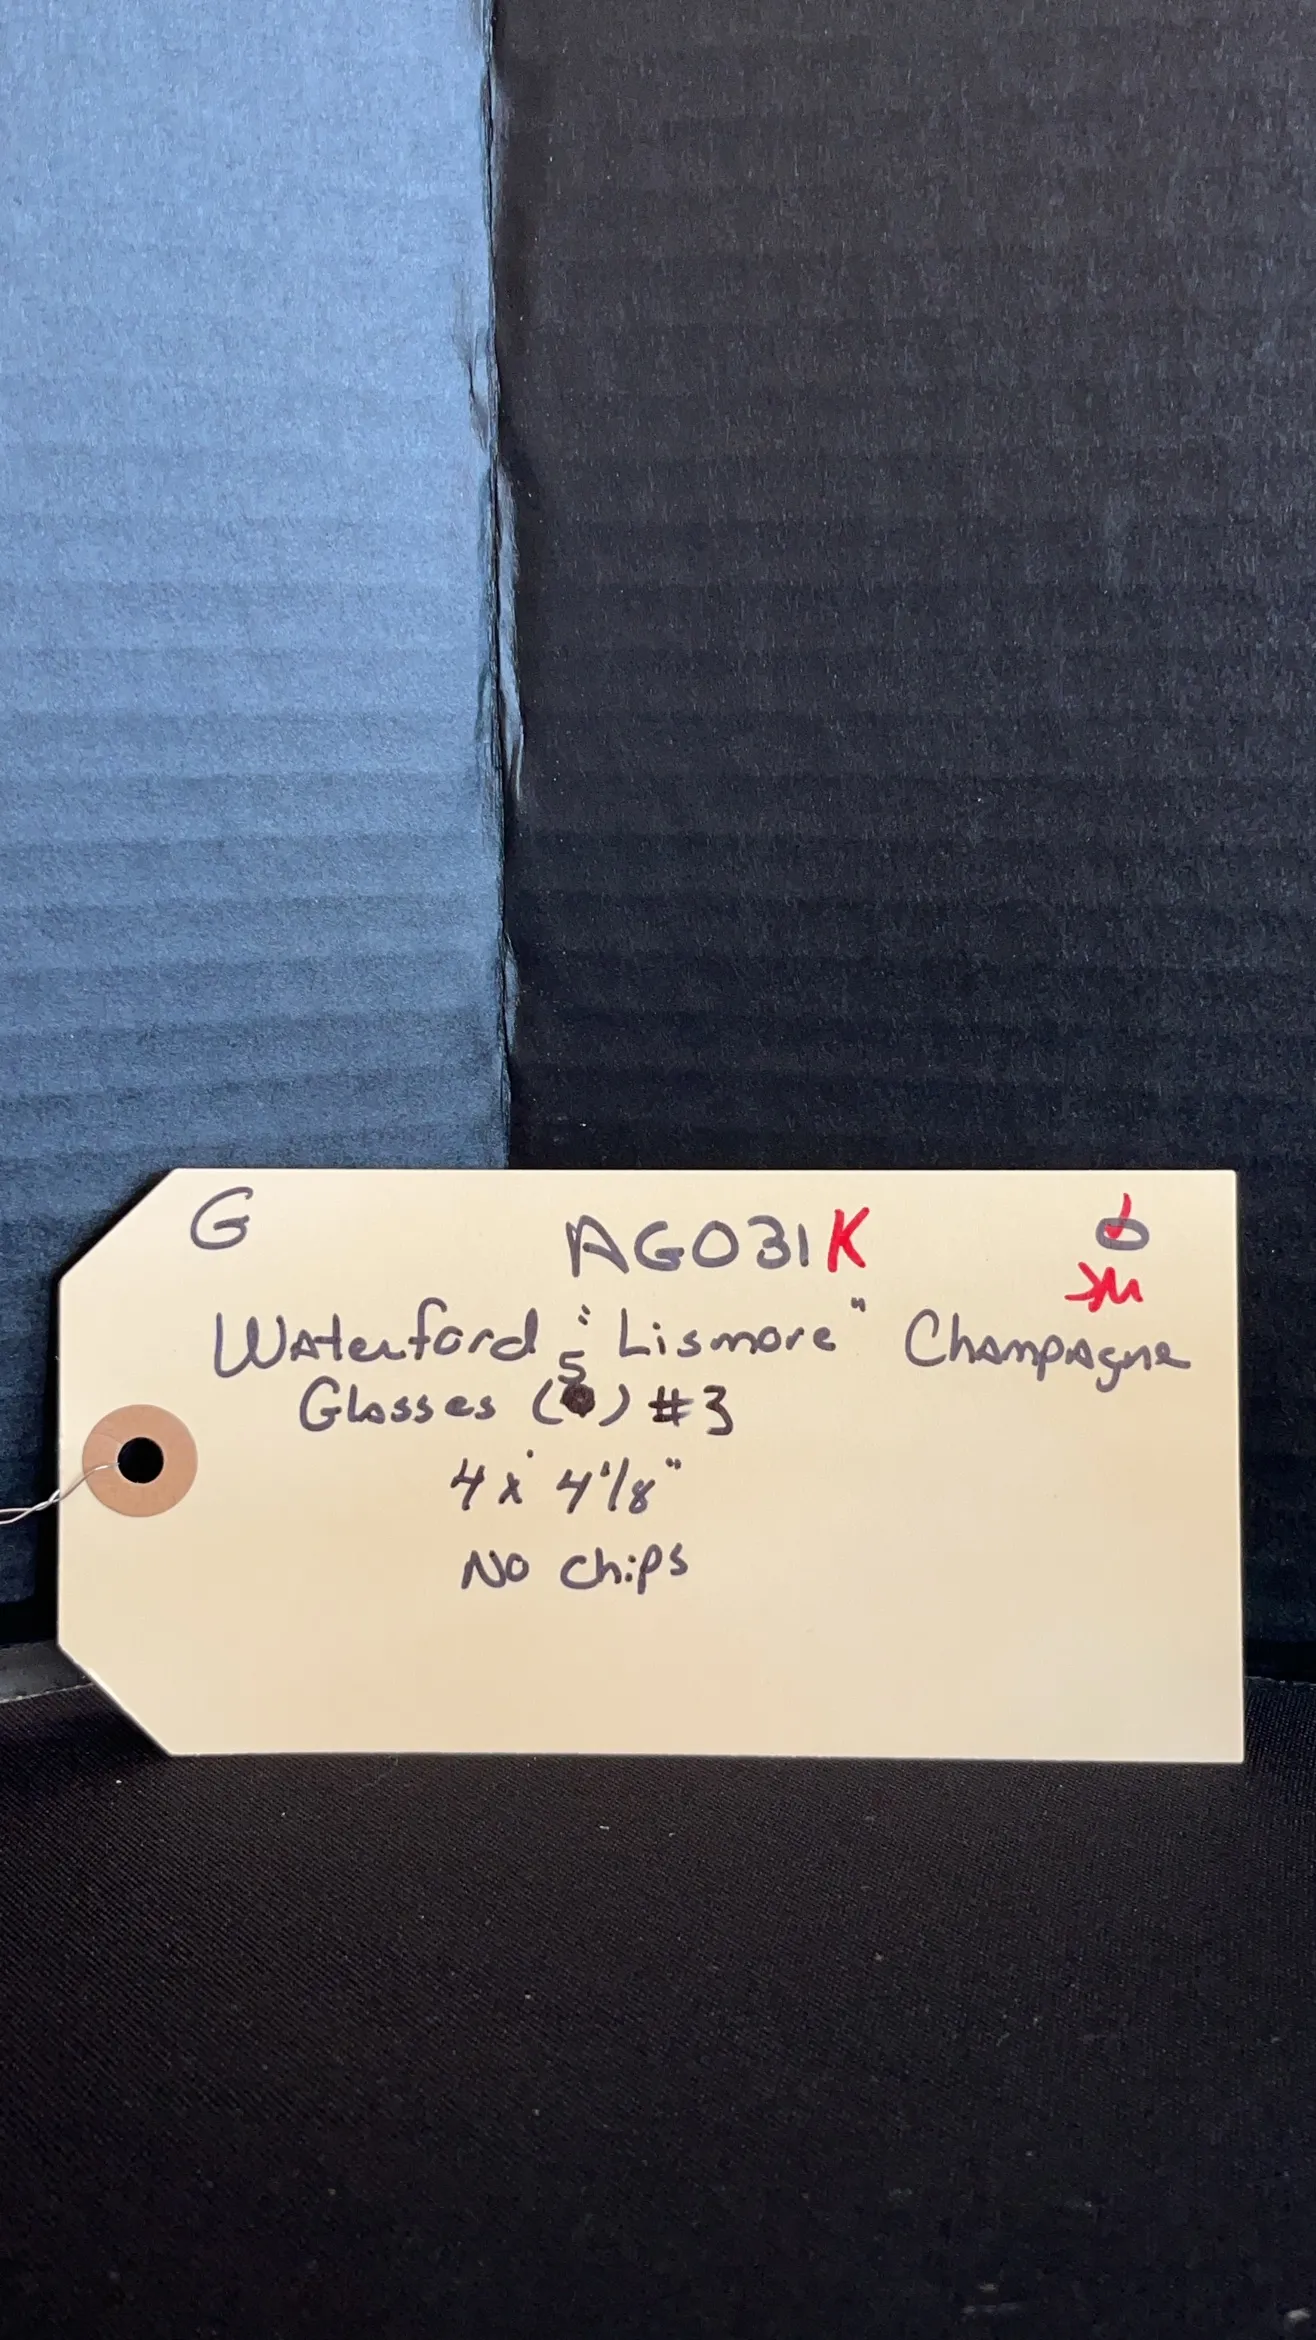 G AG031K
Waterford "Lismore" Champagne
5
Glasses ( ) #3
4 x 4 1/8"
No chips